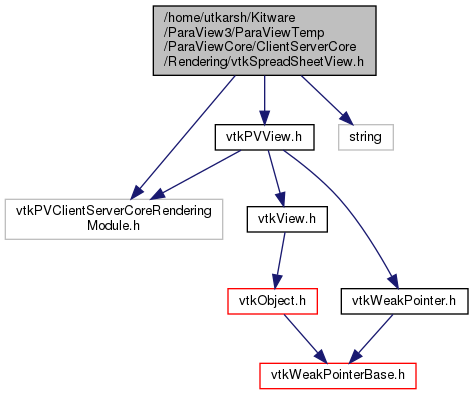 /home/utkarsh/Kitware
/ParaView3/ParaViewTemp
/ParaViewCore/ClientServerCore
/Rendering/vtkSpreadSheetView.h
vtkPVView.h
string
vtkPVClientServerCoreRendering
Module.h
vtkView.h
vtkObject.h
vtkWeakPointer.h
vtkWeakPointerBase.h